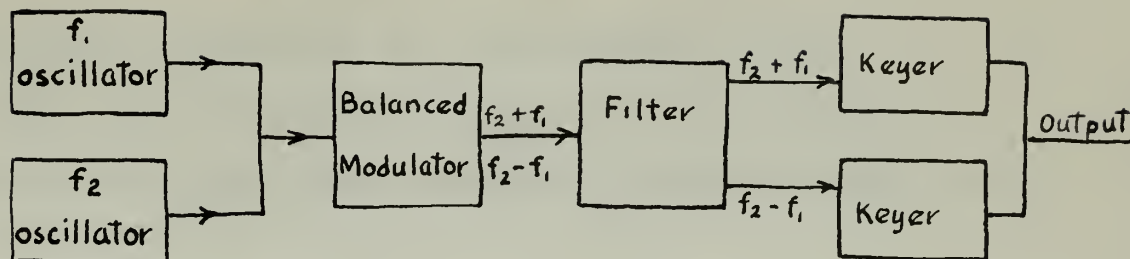 f₁
oscillator
f₂
oscillator
Balanced
Modulator
f₂ + f₁
f₂ - f₁
Filter
f₂ + f₁
f₂ - f₁
Keyer
Keyer
Output